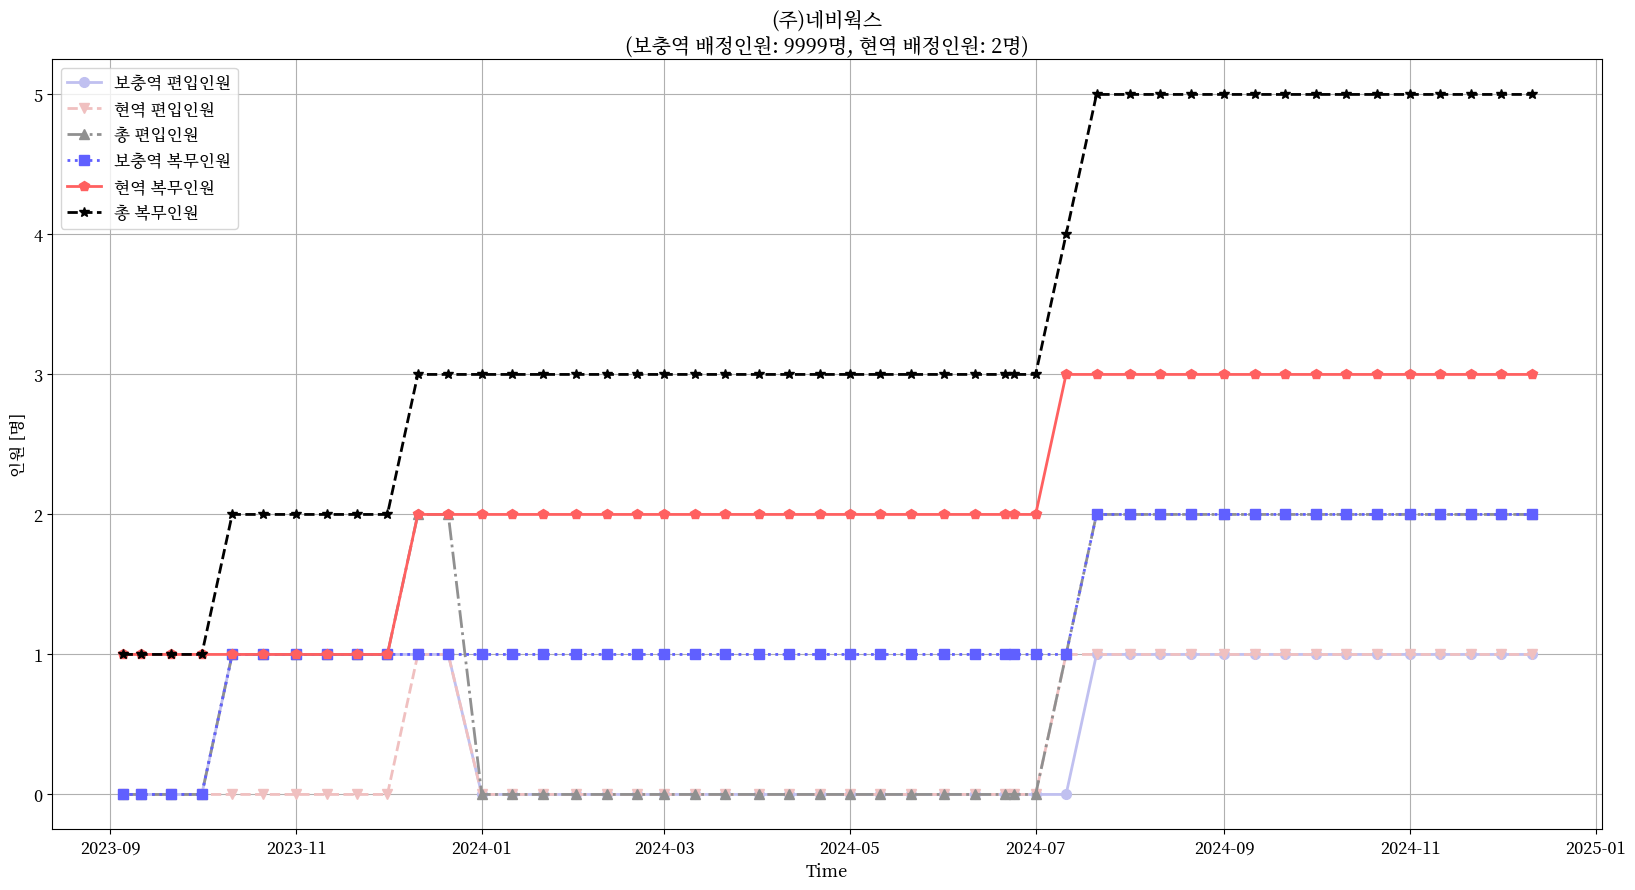 (주)네비웍스
(보충역 배정인원: 9999명, 현역 배정인원: 2명)
보충역 편입인원
현역 편입인원
총 편입인원
보충역 복무인원
현역 복무인원
총 복무인원
5
4
3
2
1
0
인원 [명]
2023-09
2023-11
2024-01
2024-03
2024-05
2024-07
2024-09
2024-11
2025-01
Time